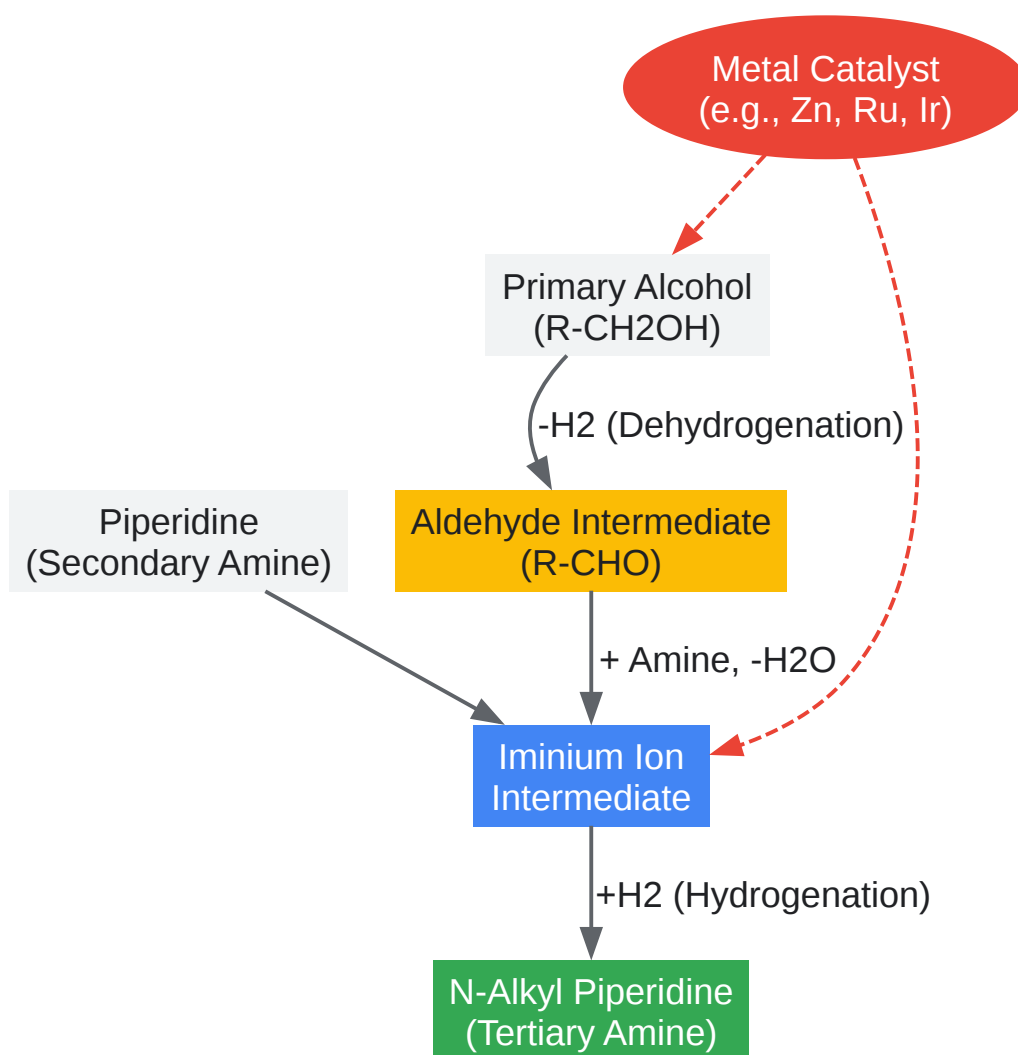 Metal Catalyst
(e.g., Zn, Ru, Ir)
Primary Alcohol
(R-CH2OH)
-H2 (Dehydrogenation)
Piperidine
(Secondary Amine)
Aldehyde Intermediate
(R-CHO)
+ Amine, -H2O
Iminium Ion
Intermediate
+H2 (Hydrogenation)
N-Alkyl Piperidine
(Tertiary Amine)